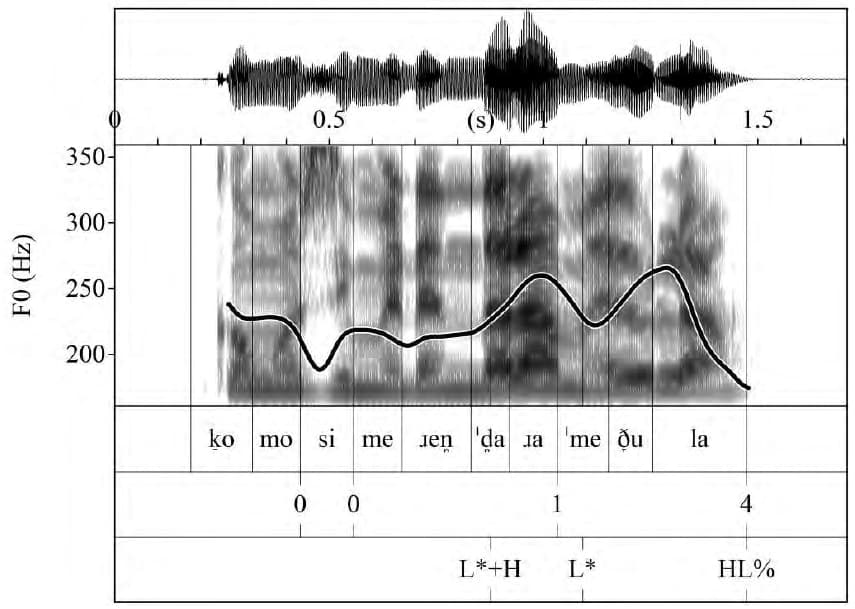 0 0.5 (s) 1 1.5
350
300
250
200
F0 (Hz)
k̠o mo si me ɹen̪ ˈd̪a ɹa ˈme ð̞u la
0 0 1 4
L*+H L* HL%